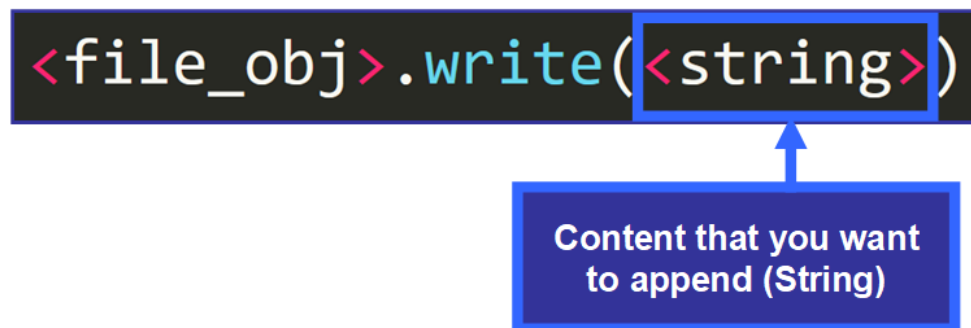 <file_obj>.write(<string>)
Content that you want
to append (String)